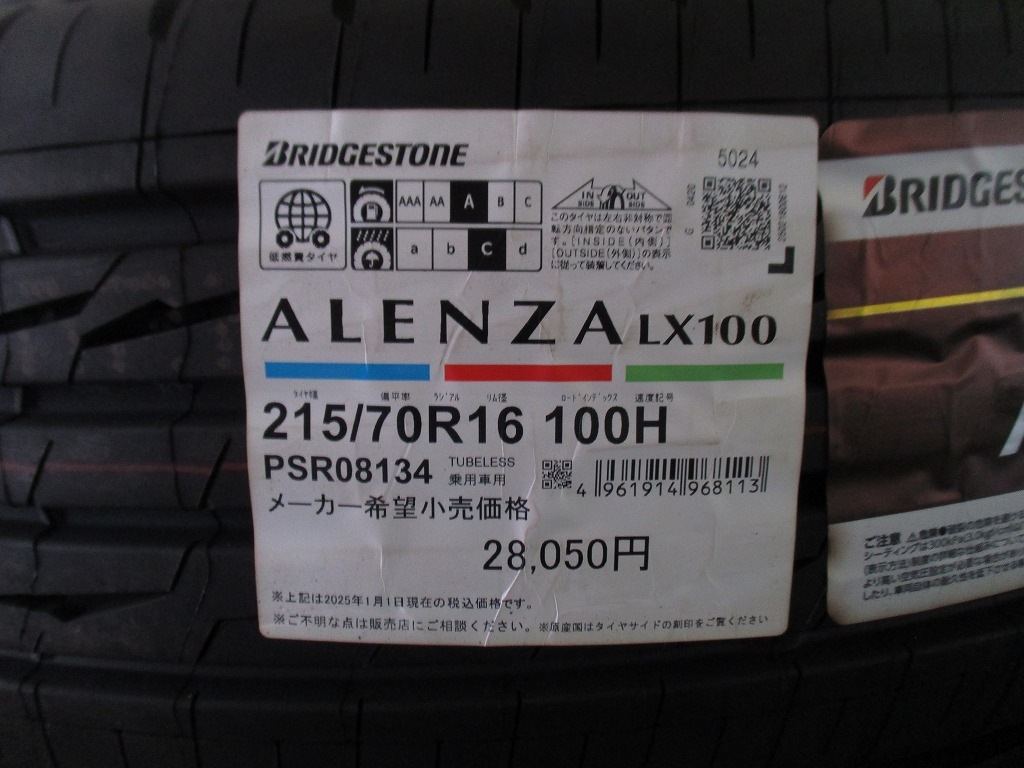 BRIDGESTONE
5024
低燃費タイヤ
AAA AA A B C
a b c d
IN SIDE OUT SIDE
このタイヤは左右非対称で回
転方向指定のないパタンで
す。[INSIDE(内側)]
[OUTSIDE(外側)]の表示
に従って装着してください。
G 0420
ALENZA LX100
タイヤ幅 偏平率 ラジアル リム径 ロードインデックス 速度記号
215/70R16 100H
PSR08134 TUBELESS
乗用車用
4 961914 968113
メーカー希望小売価格
28,050円
※上記は2025年1月1日現在の税込価格です。
※ご不明な点は販売店にご相談ください。※原産国はタイヤサイドの刻印をご覧ください
BRIDGES
ご注意